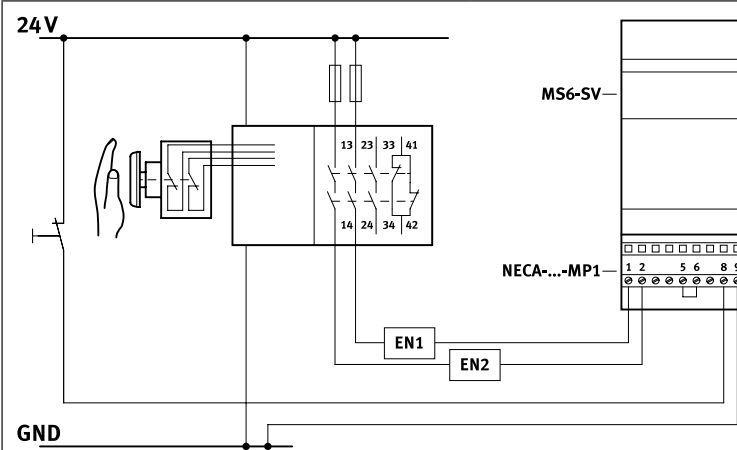 24V
MS6-SV
13 23 33 41
14 24 34 42
NECA-...-MP1
1 2 5 6 8 9
EN1
EN2
GND